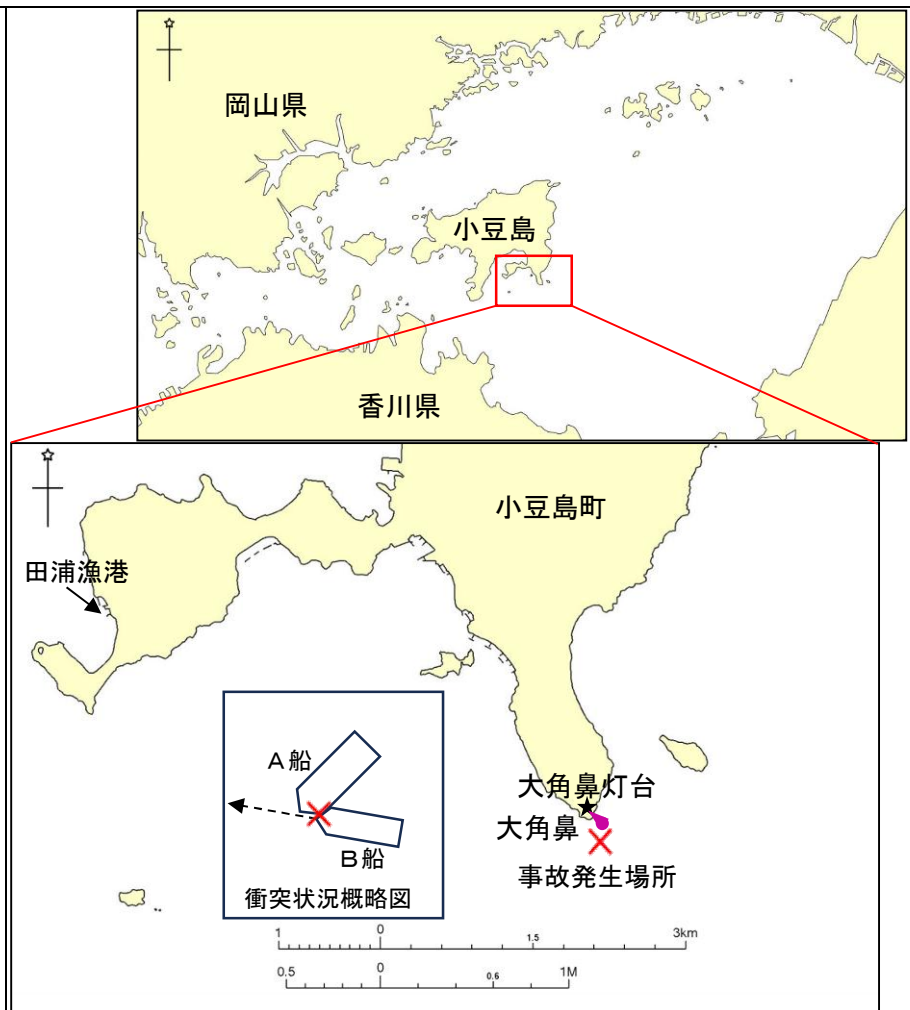 岡山県
小豆島
香川県
小豆島町
田浦漁港
A船
B船
衝突状況概略図
大角鼻灯台
大角鼻
事故発生場所
1 0 1.5 3km
0.5 0 0.6 1M